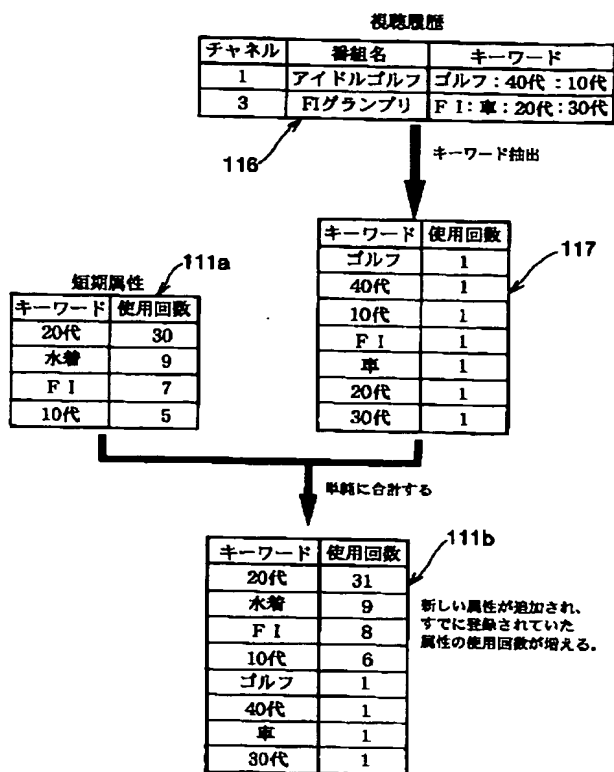 視聴履歴
チャネル 番組名 キーワード
1 アイドルゴルフ ゴルフ：40代：10代
3 FIグランプリ F I：車：20代：30代
116
キーワード抽出
キーワード 使用回数
ゴルフ 1
40代 1
10代 1
F I 1
車 1
20代 1
30代 1
117
短期属性
111a
キーワード 使用回数
20代 30
水着 9
F I 7
10代 5
単純に合計する
キーワード 使用回数
20代 31
水着 9
F I 8
10代 6
ゴルフ 1
40代 1
車 1
30代 1
111b
新しい属性が追加され、
すでに登録されていた
属性の使用回数が増える。